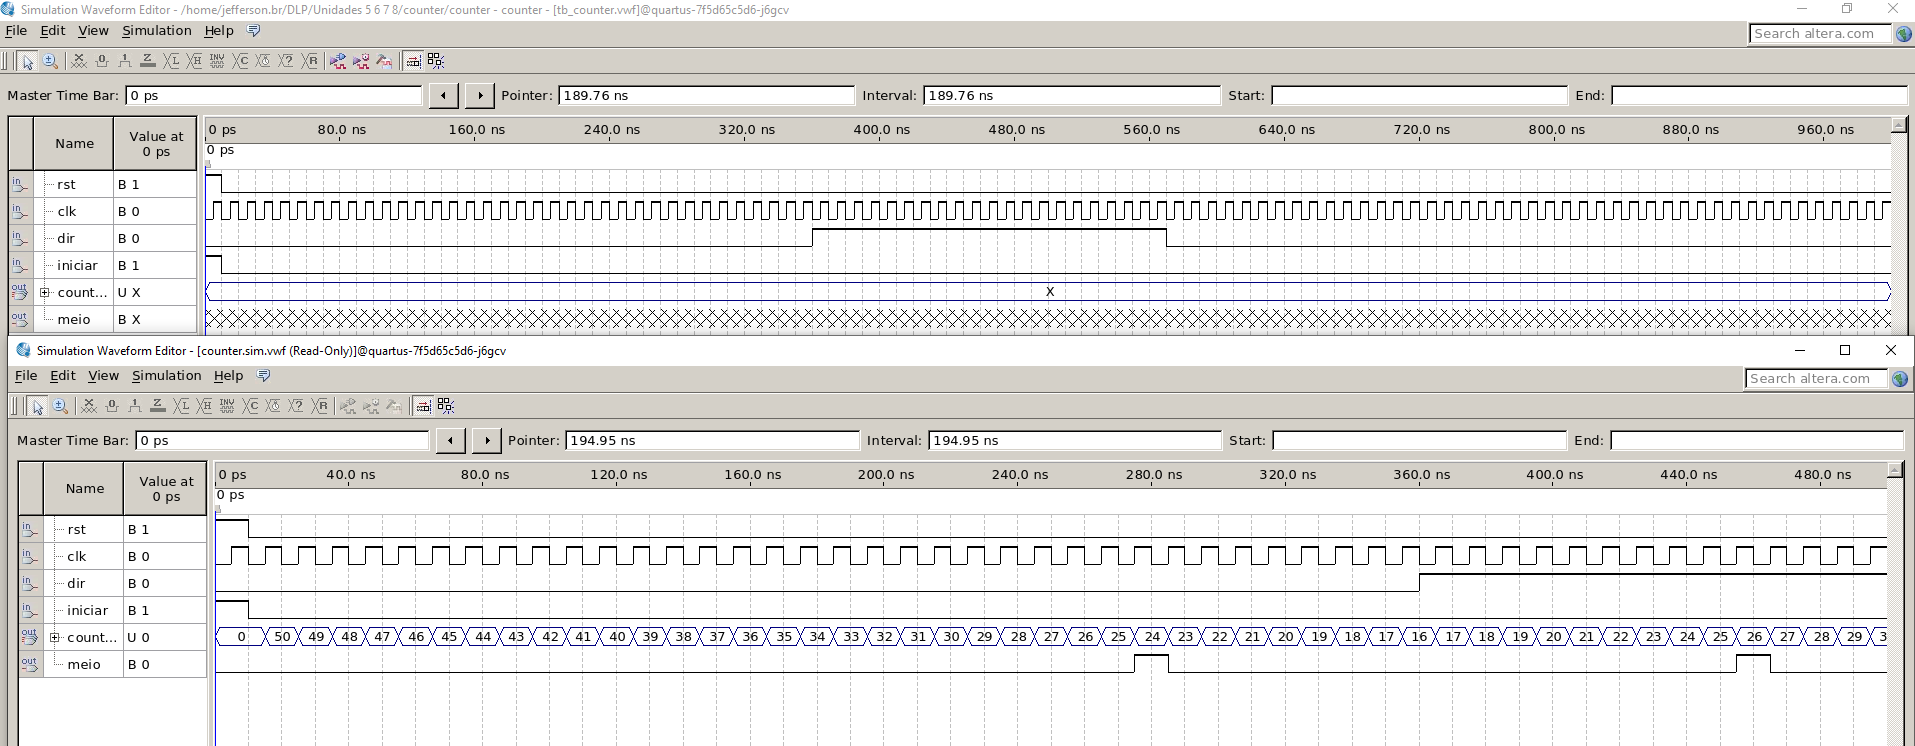 Simulation Waveform Editor - /home/jefferson.br/DLP/Unidades 5 6 7 8/counter/counter - counter - [tb_counter.vwf]@quartus-7f5d65c5d6-j6gcv
File Edit View Simulation Help
Search altera.com
Master Time Bar: 0 ps Pointer: 189.76 ns Interval: 189.76 ns Start: End:
Name Value at 0 ps
0 ps 80.0 ns 160.0 ns 240.0 ns 320.0 ns 400.0 ns 480.0 ns 560.0 ns 640.0 ns 720.0 ns 800.0 ns 880.0 ns 960.0 ns
0 ps
rst B 1
clk B 0
dir B 0
iniciar B 1
count... U X X
meio B X
Simulation Waveform Editor - [counter.sim.vwf (Read-Only)]@quartus-7f5d65c5d6-j6gcv
File Edit View Simulation Help
Search altera.com
Master Time Bar: 0 ps Pointer: 194.95 ns Interval: 194.95 ns Start: End:
Name Value at 0 ps
0 ps 40.0 ns 80.0 ns 120.0 ns 160.0 ns 200.0 ns 240.0 ns 280.0 ns 320.0 ns 360.0 ns 400.0 ns 440.0 ns 480.0 ns
0 ps
rst B 1
clk B 0
dir B 0
iniciar B 1
count... U 0 0 50 49 48 47 46 45 44 43 42 41 40 39 38 37 36 35 34 33 32 31 30 29 28 27 26 25 24 23 22 21 20 19 18 17 16 17 18 19 20 21 22 23 24 25 26 27 28 29 3
meio B 0